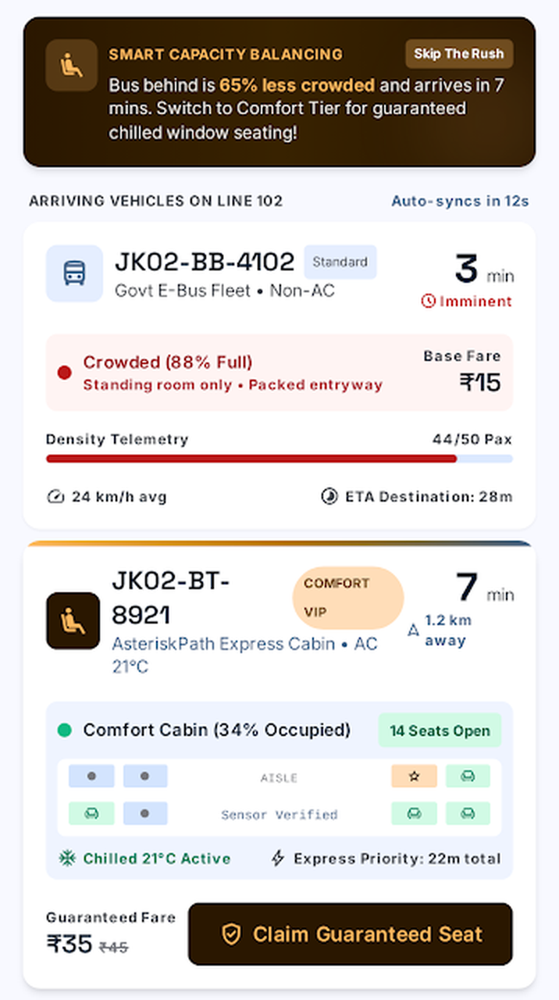 SMART CAPACITY BALANCING
Skip The Rush
Bus behind is 65% less crowded and arrives in 7
mins. Switch to Comfort Tier for guaranteed
chilled window seating!
ARRIVING VEHICLES ON LINE 102
Auto-syncs in 12s
JK02-BB-4102
Standard
3 min
Govt E-Bus Fleet • Non-AC
Imminent
Crowded (88% Full)
Standing room only • Packed entryway
Base Fare
₹15
Density Telemetry
44/50 Pax
24 km/h avg
ETA Destination: 28m
JK02-BT-
8921
COMFORT
VIP
7 min
1.2 km
away
AsteriskPath Express Cabin • AC
21°C
Comfort Cabin (34% Occupied)
14 Seats Open
AISLE
Sensor Verified
Chilled 21°C Active
Express Priority: 22m total
Guaranteed Fare
₹35 ₹45
Claim Guaranteed Seat